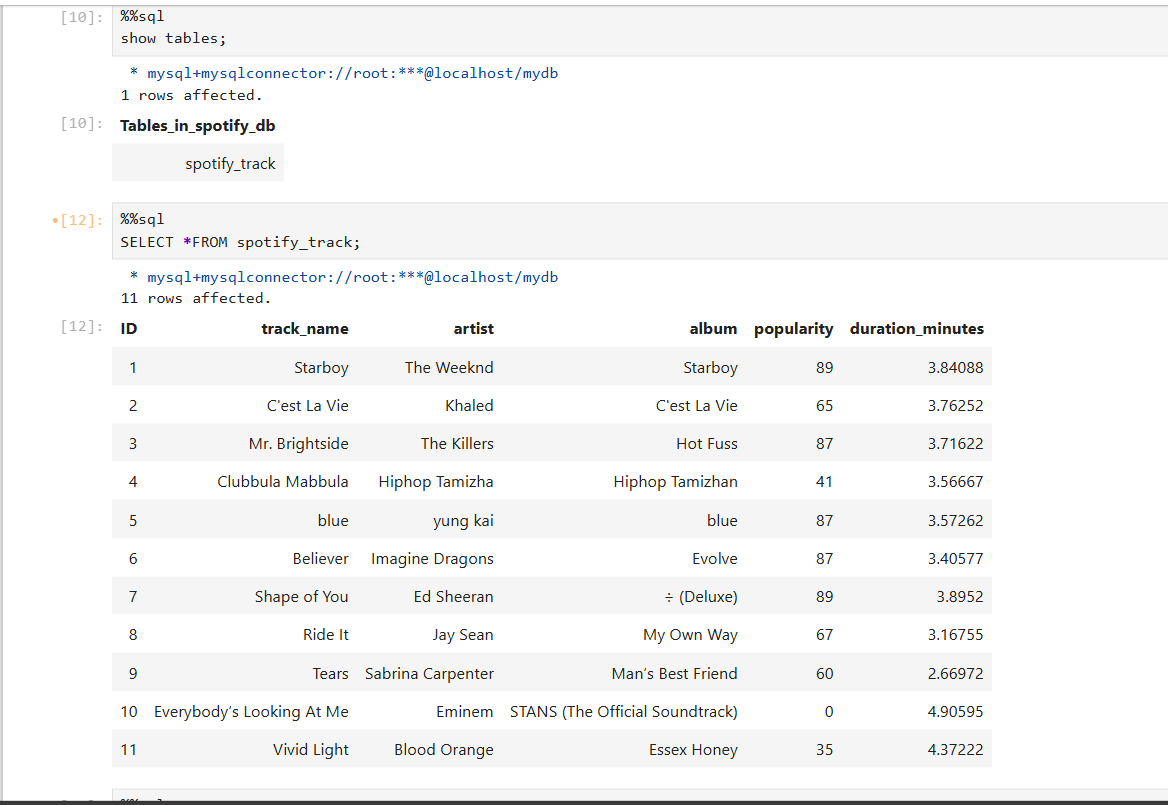 [10]: %%sql
show tables;
* mysql+mysqlconnector://root:***@localhost/mydb
1 rows affected.
[10]: Tables_in_spotify_db
spotify_track
•[12]: %%sql
SELECT *FROM spotify_track;
* mysql+mysqlconnector://root:***@localhost/mydb
11 rows affected.
[12]: ID track_name artist album popularity duration_minutes
1 Starboy The Weeknd Starboy 89 3.84088
2 C'est La Vie Khaled C'est La Vie 65 3.76252
3 Mr. Brightside The Killers Hot Fuss 87 3.71622
4 Clubbula Mabbula Hiphop Tamizha Hiphop Tamizhan 41 3.56667
5 blue yung kai blue 87 3.57262
6 Believer Imagine Dragons Evolve 87 3.40577
7 Shape of You Ed Sheeran ÷ (Deluxe) 89 3.8952
8 Ride It Jay Sean My Own Way 67 3.16755
9 Tears Sabrina Carpenter Man’s Best Friend 60 2.66972
10 Everybody’s Looking At Me Eminem STANS (The Official Soundtrack) 0 4.90595
11 Vivid Light Blood Orange Essex Honey 35 4.37222